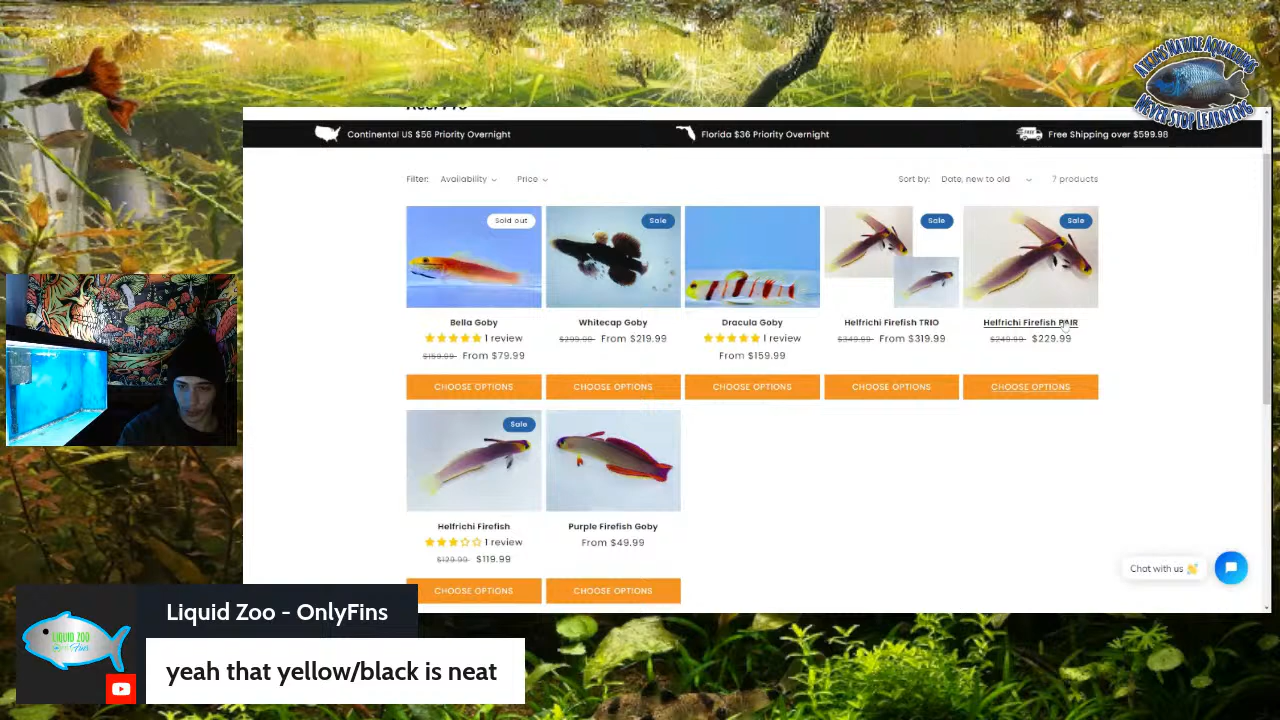 AIKENS NATURE AQUARIUMS
NEVER STOP LEARNING
Continental US $56 Priority Overnight
Florida $36 Priority Overnight
Free Shipping over $599.98
Filter: Availability Price
Sort by: Date, new to old 7 products
Sold out
Sale
Sale
Sale
Bella Goby
1 review
$159.99 From $79.99
CHOOSE OPTIONS
Whitecap Goby
$299.99 From $219.99
CHOOSE OPTIONS
Dracula Goby
1 review
From $159.99
CHOOSE OPTIONS
Helfrichi Firefish TRIO
$349.99 From $319.99
CHOOSE OPTIONS
Helfrichi Firefish PAIR
$249.99 $229.99
CHOOSE OPTIONS
Sale
Helfrichi Firefish
1 review
$129.99 $119.99
CHOOSE OPTIONS
Purple Firefish Goby
From $49.99
CHOOSE OPTIONS
Chat with us 👋
LIQUID ZOO
Liquid Zoo - OnlyFins
yeah that yellow/black is neat